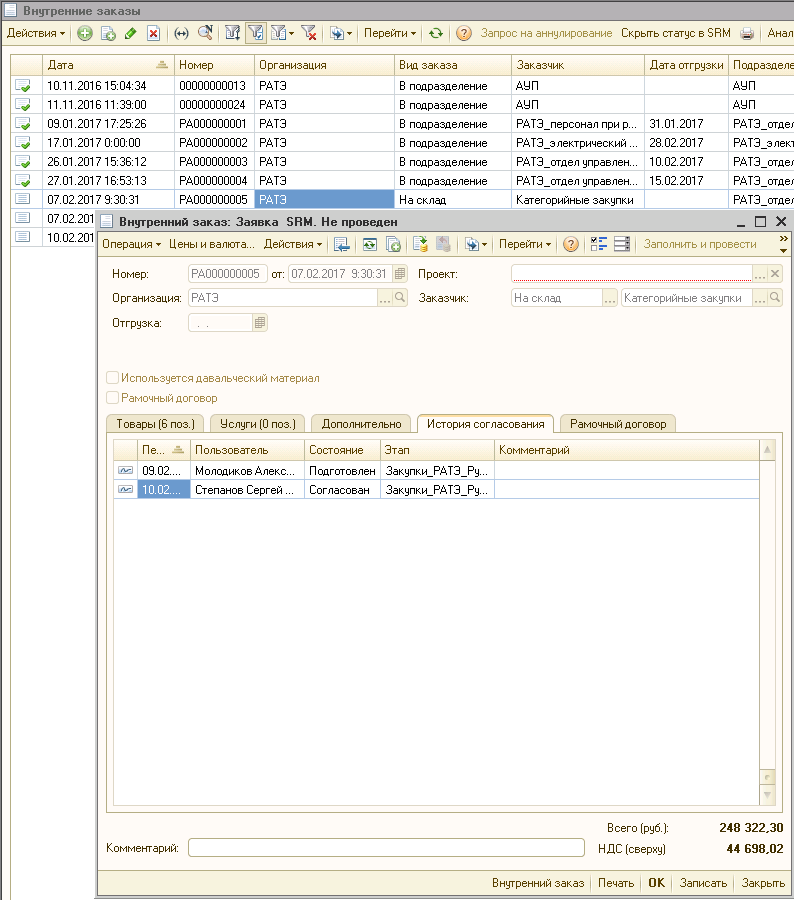 Внутренние заказы
Действия Перейти Запрос на аннулирование Скрыть статус в SRM Анал
Дата Номер Организация Вид заказа Заказчик Дата отгрузки Подразделе
10.11.2016 15:04:34 00000000013 РАТЭ В подразделение АУП АУП
11.11.2016 11:39:00 00000000024 РАТЭ В подразделение АУП АУП
09.01.2017 17:25:26 РА000000001 РАТЭ В подразделение РАТЭ_персонал при р... 31.01.2017 РАТЭ_отдел
17.01.2017 0:00:00 РА000000002 РАТЭ В подразделение РАТЭ_электрический ... 28.02.2017 РАТЭ_элект
26.01.2017 15:36:12 РА000000003 РАТЭ В подразделение РАТЭ_отдел управлен... 10.02.2017 РАТЭ_отдел
27.01.2017 16:53:13 РА000000004 РАТЭ В подразделение РАТЭ_отдел управлен... 15.02.2017 РАТЭ_отдел
07.02.2017 9:30:31 РА000000005 РАТЭ На склад Категорийные закупки РАТЭ_отдел
07.02.201
10.02.201
Внутренний заказ: Заявка SRM. Не проведен
Операция Цены и валюта... Действия Перейти Заполнить и провести
Номер: РА000000005 от: 07.02.2017 9:30:31 Проект:
Организация: РАТЭ Заказчик: На склад Категорийные закупки
Отгрузка: . .
Используется давальческий материал
Рамочный договор
Товары (6 поз.) Услуги (0 поз.) Дополнительно История согласования Рамочный договор
Пе... Пользователь Состояние Этап Комментарий
09.02.... Молодиков Алекс... Подготовлен Закупки_РАТЭ_Ру...
10.02.... Степанов Сергей ... Согласован Закупки_РАТЭ_Ру...
Всего (руб.): 248 322,30
Комментарий: НДС (сверху) 44 698,02
Внутренний заказ Печать OK Записать Закрыть